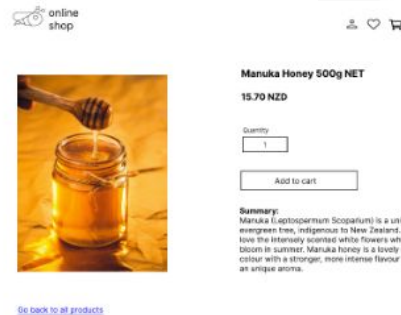 online
shop
Manuka Honey 500g NET
15.70 NZD
Quantity
1
Add to cart
Summary:
Manuka (Leptospermum Scoparium) is a uni
evergreen tree, indigenous to New Zealand.
love the intensely scented white flowers wh
bloom in summer. Manuka honey is a lovely
colour with a stronger, more intense flavour
an unique aroma.
Go back to all products